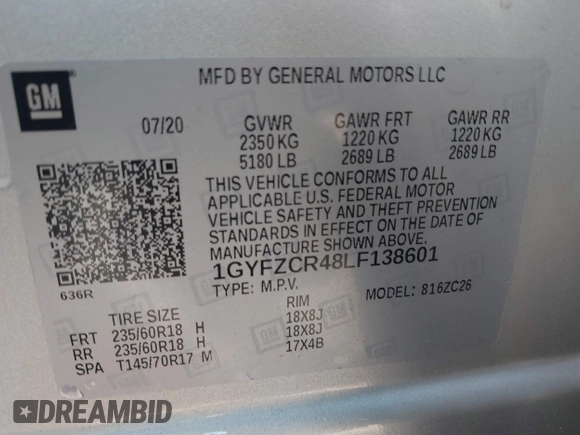 GM
MFD BY GENERAL MOTORS LLC
07/20 GVWR GAWR FRT GAWR RR
2350 KG 1220 KG 1220 KG
5180 LB 2689 LB 2689 LB
THIS VEHICLE CONFORMS TO ALL
APPLICABLE U.S. FEDERAL MOTOR
VEHICLE SAFETY AND THEFT PREVENTION
STANDARDS IN EFFECT ON THE DATE OF
MANUFACTURE SHOWN ABOVE.
1GYFZCR48LF138601
636R TYPE: M.P.V. MODEL: 816ZC26
TIRE SIZE RIM
FRT 235/60R18 H 18X8J
RR 235/60R18 H 18X8J
SPA T145/70R17 M 17X4B
DREAMBID